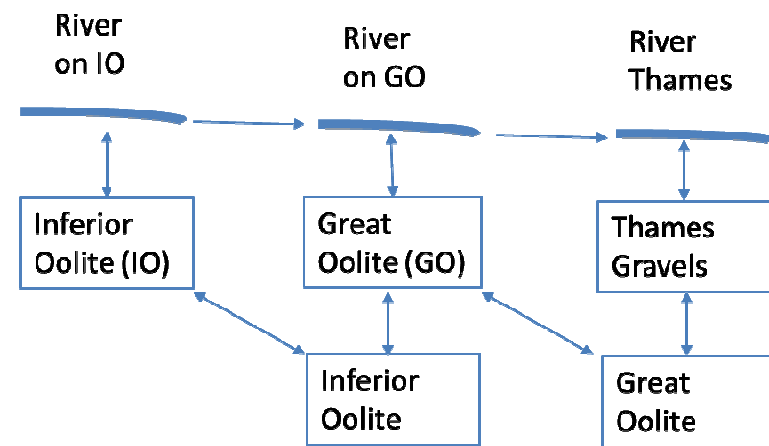 River
on IO
River
on GO
River
Thames
Inferior
Oolite (IO)
Great
Oolite (GO)
Thames
Gravels
Inferior
Oolite
Great
Oolite